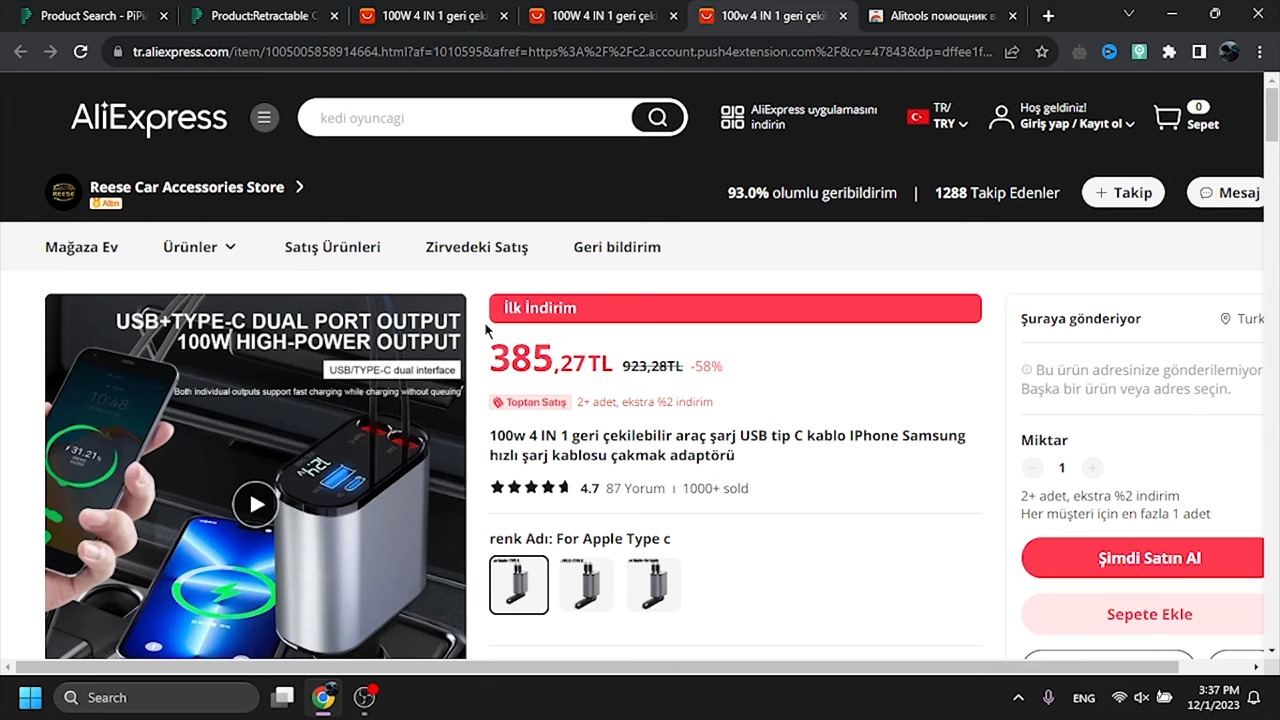 Product Search - PiPi
Product:Retractable C
100W 4 IN 1 geri çeki
100W 4 IN 1 geri çeki
100w 4 IN 1 geri çekil
Alitools помощник в
tr.aliexpress.com/item/1005005858914664.html?af=1010595&afref=https%3A%2F%2Fc2.account.push4extension.com%2F&cv=47843&dp=dffee1f...
AliExpress
kedi oyuncagi
AliExpress uygulamasını
indirin
TR/
TRY
Hoş geldiniz!
Giriş yap / Kayıt ol
0
Sepet
REESE
Reese Car Accessories Store
Altın
93.0% olumlu geribildirim | 1288 Takip Edenler
+ Takip
Mesaj
Mağaza Ev
Ürünler
Satış Ürünleri
Zirvedeki Satış
Geri bildirim
USB+TYPE-C DUAL PORT OUTPUT
100W HIGH-POWER OUTPUT
USB/TYPE-C dual interface
Both individual outputs support fast charging while charging without queuing
10:48
31.21%
İlk İndirim
385,27TL 923,28TL -58%
Toptan Satış 2+ adet, ekstra %2 indirim
100w 4 IN 1 geri çekilebilir araç şarj USB tip C kablo IPhone Samsung
hızlı şarj kablosu çakmak adaptörü
4.7 87 Yorum 1000+ sold
renk Adı: For Apple Type c
Şuraya gönderiyor
Turk
Bu ürün adresinize gönderilemiyor
Başka bir ürün veya adres seçin.
Miktar
1
2+ adet, ekstra %2 indirim
Her müşteri için en fazla 1 adet
Şimdi Satın Al
Sepete Ekle
Search
ENG
3:37 PM
12/1/2023